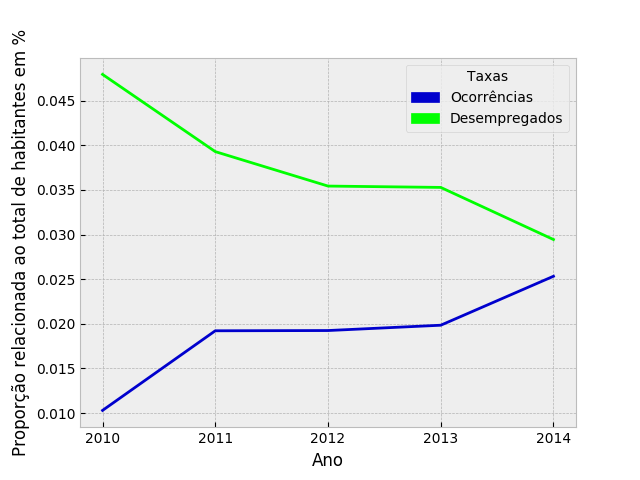 Proporção relacionada ao total de habitantes em %
0.045
0.040
0.035
0.030
0.025
0.020
0.015
0.010
Taxas
Ocorrências
Desempregados
2010 2011 2012 2013 2014
Ano